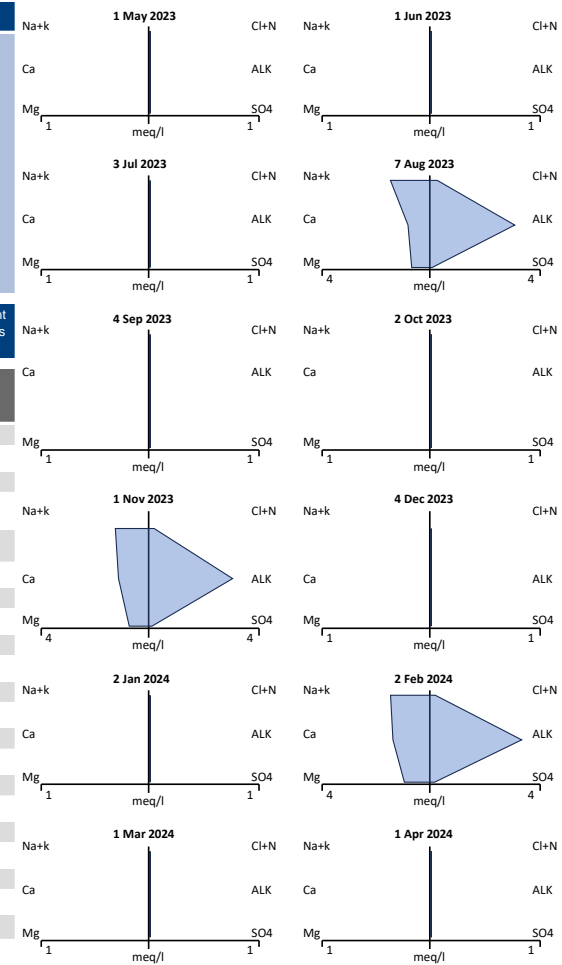 1 May 2023
Na+k Cl+N
Ca ALK
Mg SO4
1 1
meq/l
1 Jun 2023
Na+k Cl+N
Ca ALK
Mg SO4
1 1
meq/l
3 Jul 2023
Na+k Cl+N
Ca ALK
Mg SO4
1 1
meq/l
7 Aug 2023
Na+k Cl+N
Ca ALK
Mg SO4
4 4
meq/l
nt
s
4 Sep 2023
Na+k Cl+N
Ca ALK
Mg SO4
1 1
meq/l
2 Oct 2023
Na+k Cl+N
Ca ALK
Mg SO4
1 1
meq/l
1 Nov 2023
Na+k Cl+N
Ca ALK
Mg SO4
4 4
meq/l
4 Dec 2023
Na+k Cl+N
Ca ALK
Mg SO4
1 1
meq/l
2 Jan 2024
Na+k Cl+N
Ca ALK
Mg SO4
1 1
meq/l
2 Feb 2024
Na+k Cl+N
Ca ALK
Mg SO4
4 4
meq/l
1 Mar 2024
Na+k Cl+N
Ca ALK
Mg SO4
1 1
meq/l
1 Apr 2024
Na+k Cl+N
Ca ALK
Mg SO4
1 1
meq/l